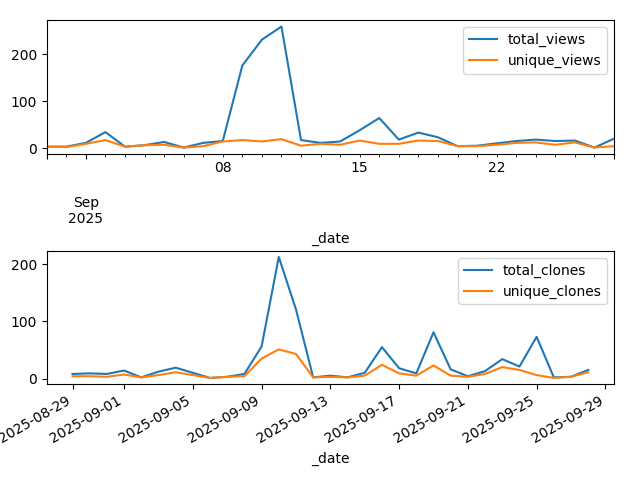 200
100
0
total_views
unique_views
08
15
22
Sep
2025
_date
200
100
0
total_clones
unique_clones
2025-08-29
2025-09-01
2025-09-05
2025-09-09
2025-09-13
2025-09-17
2025-09-21
2025-09-25
2025-09-29
_date